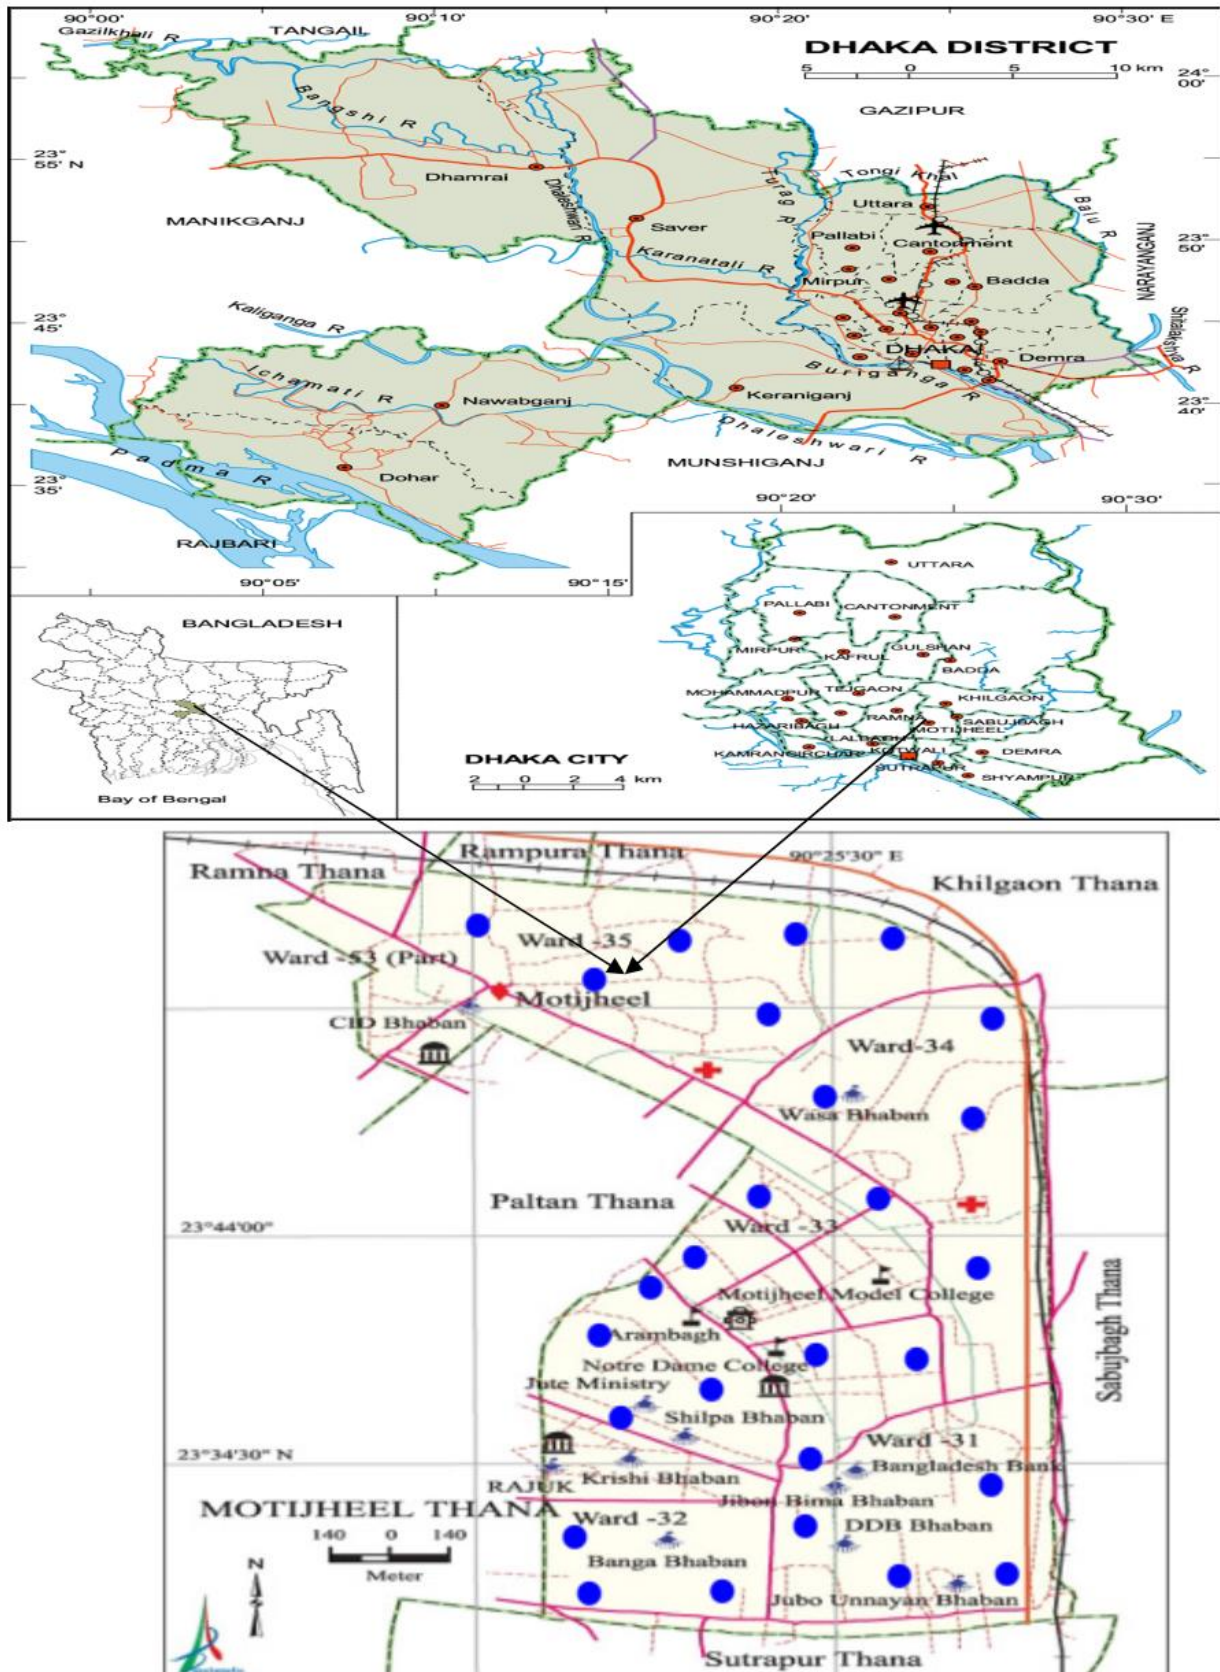 90°00' 90°10' 90°20' 90°30' E
Gazilkhali R TANGAIL
DHAKA DISTRICT
5 0 5 10 km
24° 00'
GAZIPUR
Bangshi R
23° 55' N
Dhamrai
Dhaleshwari R
Turag R
Tongi Khal
Uttara
Balu R
MANIKGANJ
Saver
Pallabi
Cantonment
23° 50'
NARAYANGANJ
Karanatali R
Mirpur
Badda
Kaliganga R
23° 45'
Shitalakshya R
DHAKA
Demra
Ichamati R
Nawabganj
Buriganga R
Keraniganj
23° 40'
Dhaleshwari R
Padma R
MUNSHIGANJ
Dohar
23° 35'
90°20' 90°30'
RAJBARI
90°05' 90°15'
BANGLADESH
Bay of Bengal
DHAKA CITY
2 0 2 4 km
UTTARA
PALLABI
CANTONMENT
MIRPUR
KAFRUL
GULSHAN
BADDA
MOHAMMADPUR
TEJGAON
KHILGAON
HAZARIBAGH
RAMNA
SABUJBAGH
MOTIJHEEL
LALBAGH
KAMRANGIRCHAR
KOTWALI
DEMRA
SUTRAPUR
SHYAMPUR
Rampura Thana
90°25'30" E
Ramna Thana
Khilgaon Thana
Ward -35
Ward -53 (Part)
Motijheel
CID Bhaban
Ward-34
Wasa Bhaban
Paltan Thana
Ward -33
23°44'00"
Motijheel Model College
Sabujbagh Thana
Arambagh
Notre Dame College
Jute Ministry
Shilpa Bhaban
Ward -31
23°34'30" N
Bangladesh Bank
RAJUK
Krishi Bhaban
Jibon Bima Bhaban
MOTIJHEEL THANA
Ward -32
DDB Bhaban
140 0 140
Meter
Banga Bhaban
N
Jubo Unnayan Bhaban
Sutrapur Thana